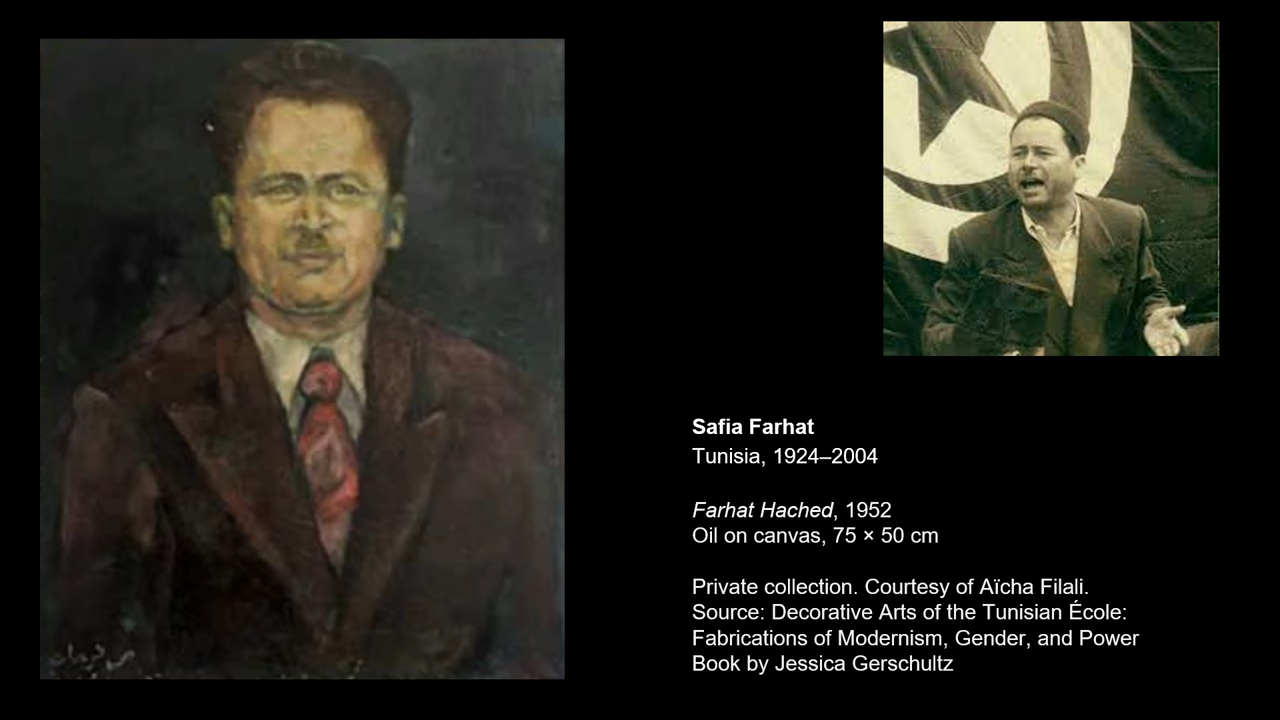 Safia Farhat
Tunisia, 1924–2004
Farhat Hached, 1952
Oil on canvas, 75 × 50 cm
Private collection. Courtesy of Aïcha Filali.
Source: Decorative Arts of the Tunisian École:
Fabrications of Modernism, Gender, and Power
Book by Jessica Gerschultz
ص فرحات